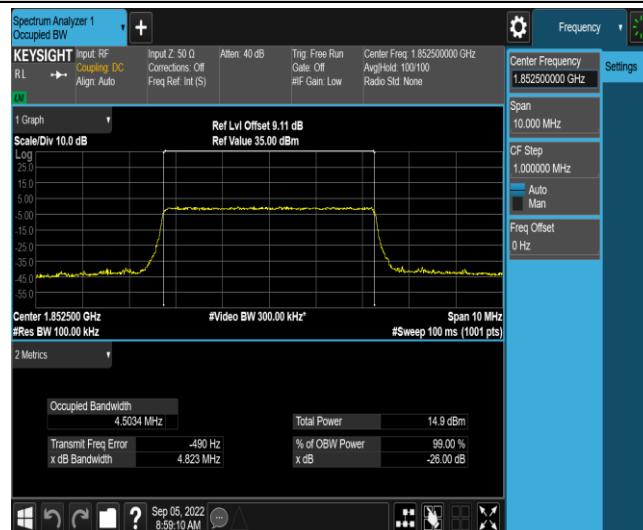 Spectrum Analyzer 1
Occupied BW
+
Frequency
KEYSIGHT
RL
Input: RF
Coupling: DC
Align: Auto
Input Z: 50 Ω
Corrections: Off
Freq Ref: Int (S)
Atten: 40 dB
Trig: Free Run
Gate: Off
#IF Gain: Low
Center Freq: 1.852500000 GHz
Avg|Hold: 100/100
Radio Std: None
Center Frequency
1.852500000 GHz
Settings
Span
10.000 MHz
CF Step
1.000000 MHz
Auto
Man
Freq Offset
0 Hz
1 Graph
Scale/Div 10.0 dB
Ref Lvl Offset 9.11 dB
Ref Value 35.00 dBm
Log
25.0
15.0
5.00
-5.00
-15.0
-25.0
-35.0
-45.0
-55.0
Center 1.852500 GHz
#Res BW 100.00 kHz
#Video BW 300.00 kHz*
Span 10 MHz
#Sweep 100 ms (1001 pts)
2 Metrics
Occupied Bandwidth
4.5034 MHz
Total Power 14.9 dBm
Transmit Freq Error -490 Hz
% of OBW Power 99.00 %
x dB Bandwidth 4.823 MHz
x dB -26.00 dB
?
Sep 05, 2022
8:59:10 AM